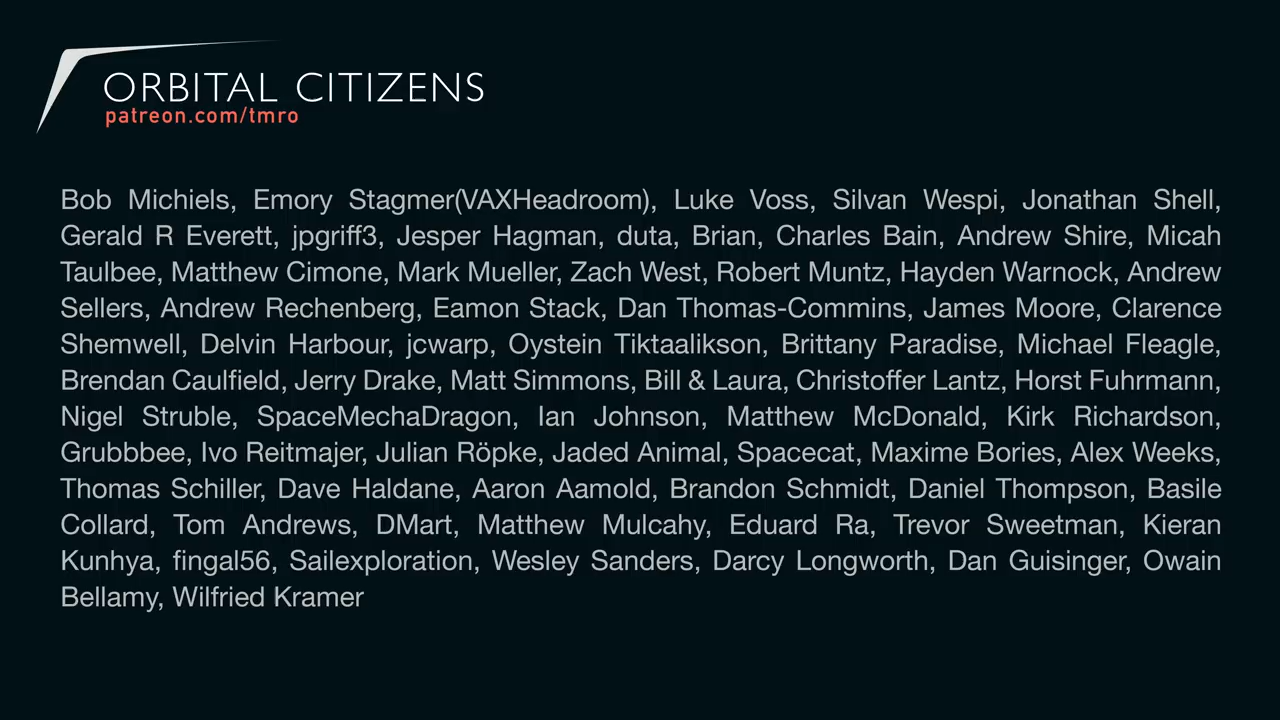 ORBITAL CITIZENS
patreon.com/tmro
Bob Michiels, Emory Stagmer(VAXHeadroom), Luke Voss, Silvan Wespi, Jonathan Shell,
Gerald R Everett, jpgriff3, Jesper Hagman, duta, Brian, Charles Bain, Andrew Shire, Micah
Taulbee, Matthew Cimone, Mark Mueller, Zach West, Robert Muntz, Hayden Warnock, Andrew
Sellers, Andrew Rechenberg, Eamon Stack, Dan Thomas-Commins, James Moore, Clarence
Shemwell, Delvin Harbour, jcwarp, Oystein Tiktaalikson, Brittany Paradise, Michael Fleagle,
Brendan Caulfield, Jerry Drake, Matt Simmons, Bill & Laura, Christoffer Lantz, Horst Fuhrmann,
Nigel Struble, SpaceMechaDragon, Ian Johnson, Matthew McDonald, Kirk Richardson,
Grubbbee, Ivo Reitmajer, Julian Röpke, Jaded Animal, Spacecat, Maxime Bories, Alex Weeks,
Thomas Schiller, Dave Haldane, Aaron Aamold, Brandon Schmidt, Daniel Thompson, Basile
Collard, Tom Andrews, DMart, Matthew Mulcahy, Eduard Ra, Trevor Sweetman, Kieran
Kunhya, fingal56, Sailexploration, Wesley Sanders, Darcy Longworth, Dan Guisinger, Owain
Bellamy, Wilfried Kramer